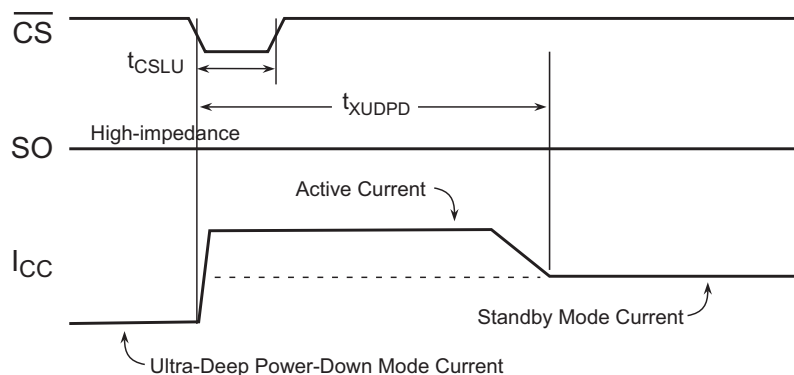 CS
tCSLU
tXUDPD
High-impedance
SO
Active Current
ICC
Standby Mode Current
Ultra-Deep Power-Down Mode Current